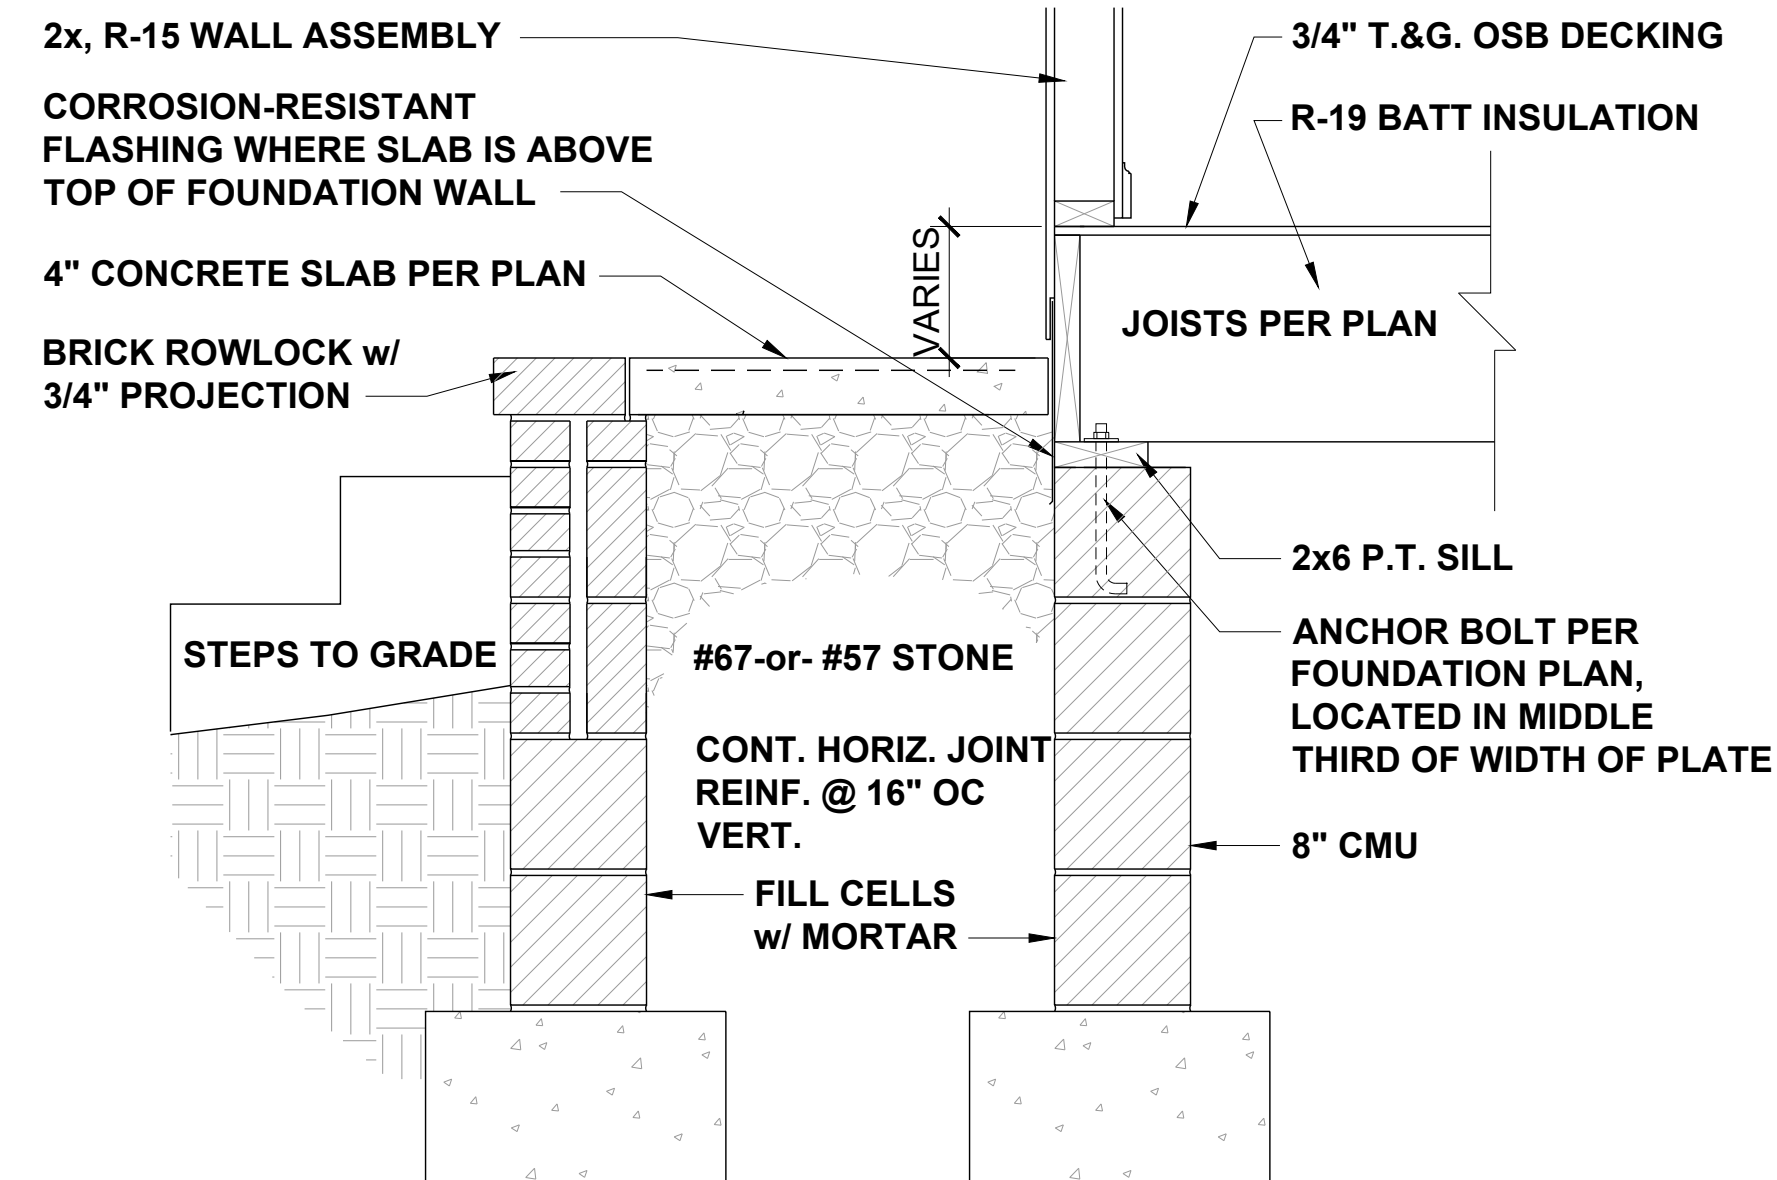 2x, R-15 WALL ASSEMBLY
CORROSION-RESISTANT
FLASHING WHERE SLAB IS ABOVE
TOP OF FOUNDATION WALL
4" CONCRETE SLAB PER PLAN
BRICK ROWLOCK w/
3/4" PROJECTION
VARIES
3/4" T.&G. OSB DECKING
R-19 BATT INSULATION
JOISTS PER PLAN
STEPS TO GRADE
#67-or- #57 STONE
CONT. HORIZ. JOINT
REINF. @ 16" OC
VERT.
FILL CELLS
w/ MORTAR
2x6 P.T. SILL
ANCHOR BOLT PER
FOUNDATION PLAN,
LOCATED IN MIDDLE
THIRD OF WIDTH OF PLATE
8" CMU